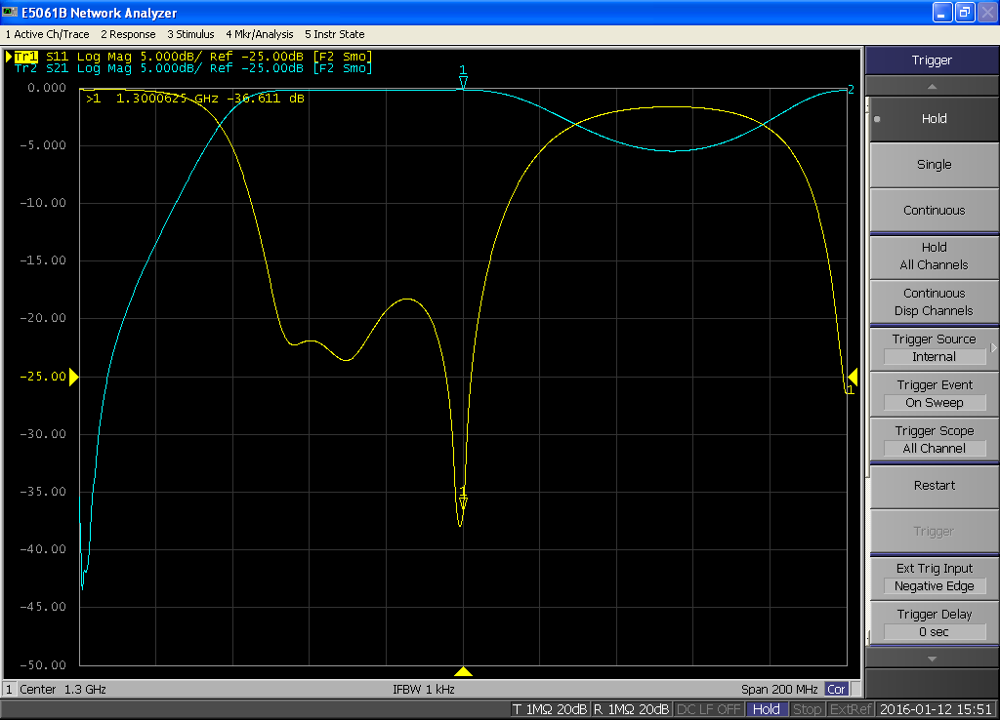 E5061B Network Analyzer
1 Active Ch/Trace 2 Response 3 Stimulus 4 Mkr/Analysis 5 Instr State
Tr1 S11 Log Mag 5.000dB/ Ref -25.00dB [F2 Smo]
Tr2 S21 Log Mag 5.000dB/ Ref -25.00dB [F2 Smo]
1
0.000
>1 1.3000625 GHz -36.611 dB
2
-5.000
-10.00
-15.00
-20.00
-25.00
1
-30.00
-35.00
1
-40.00
-45.00
-50.00
1 Center 1.3 GHz IFBW 1 kHz Span 200 MHz Cor
Trigger
Hold
Single
Continuous
Hold
All Channels
Continuous
Disp Channels
Trigger Source
Internal
Trigger Event
On Sweep
Trigger Scope
All Channel
Restart
Trigger
Ext Trig Input
Negative Edge
Trigger Delay
0 sec
T 1MΩ 20dB R 1MΩ 20dB DC LF OFF Hold Stop ExtRef 2016-01-12 15:51